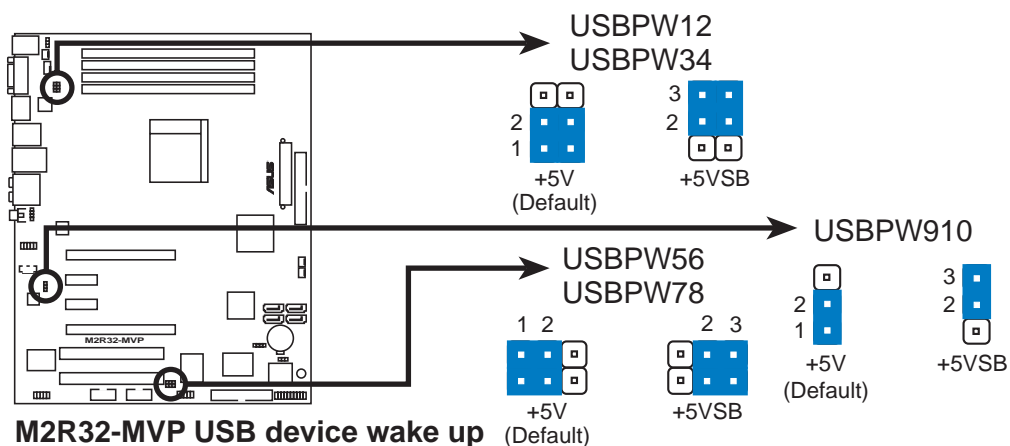 USBPW12
USBPW34
3
2
2
1
+5V
(Default)
+5VSB
/ISUS
USBPW910
USBPW56
USBPW78
3
2
2
1
+5V
(Default)
+5VSB
1 2
2 3
+5V
(Default)
+5VSB
M2R32-MVP
M2R32-MVP USB device wake up